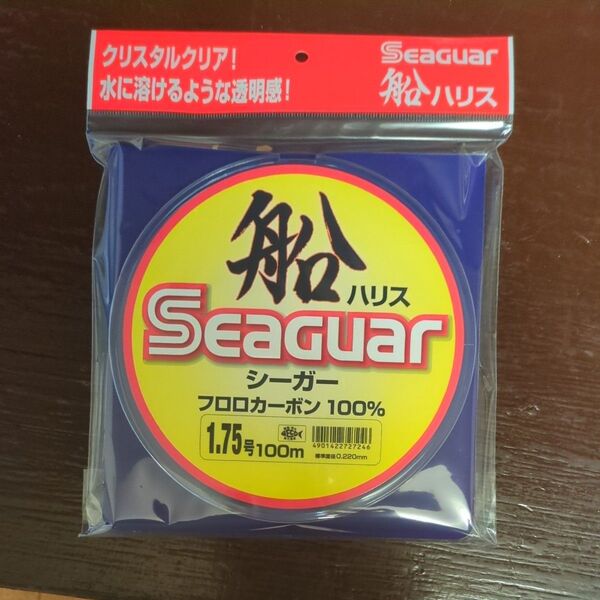 クリスタルクリア!
水に溶けるような透明感!
SEAGUAR
船ハリス
船
ハリス
SEAGUAR
シーガー
フロロカーボン 100%
1.75号100m
4901422727246
標準直径0.220mm